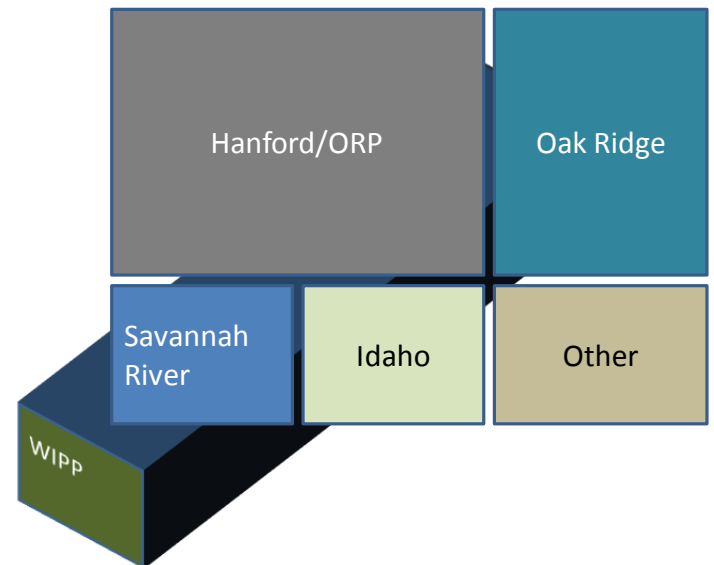 Hanford/ORP
Oak Ridge
Savannah
River
Idaho
Other
WIPP